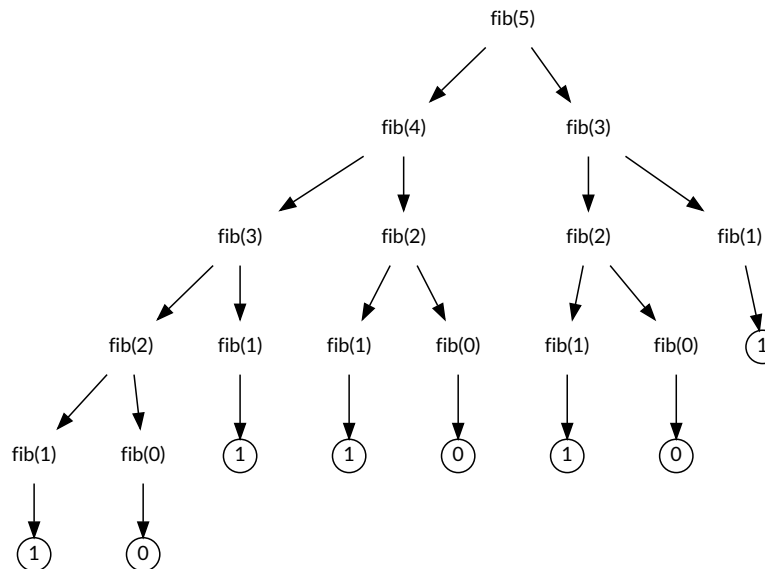 fib(5)
fib(4) fib(3)
fib(3) fib(2) fib(2) fib(1)
fib(2) fib(1) fib(1) fib(0) fib(1) fib(0) 1
fib(1) fib(0) 1 1 0 1 0
1 0